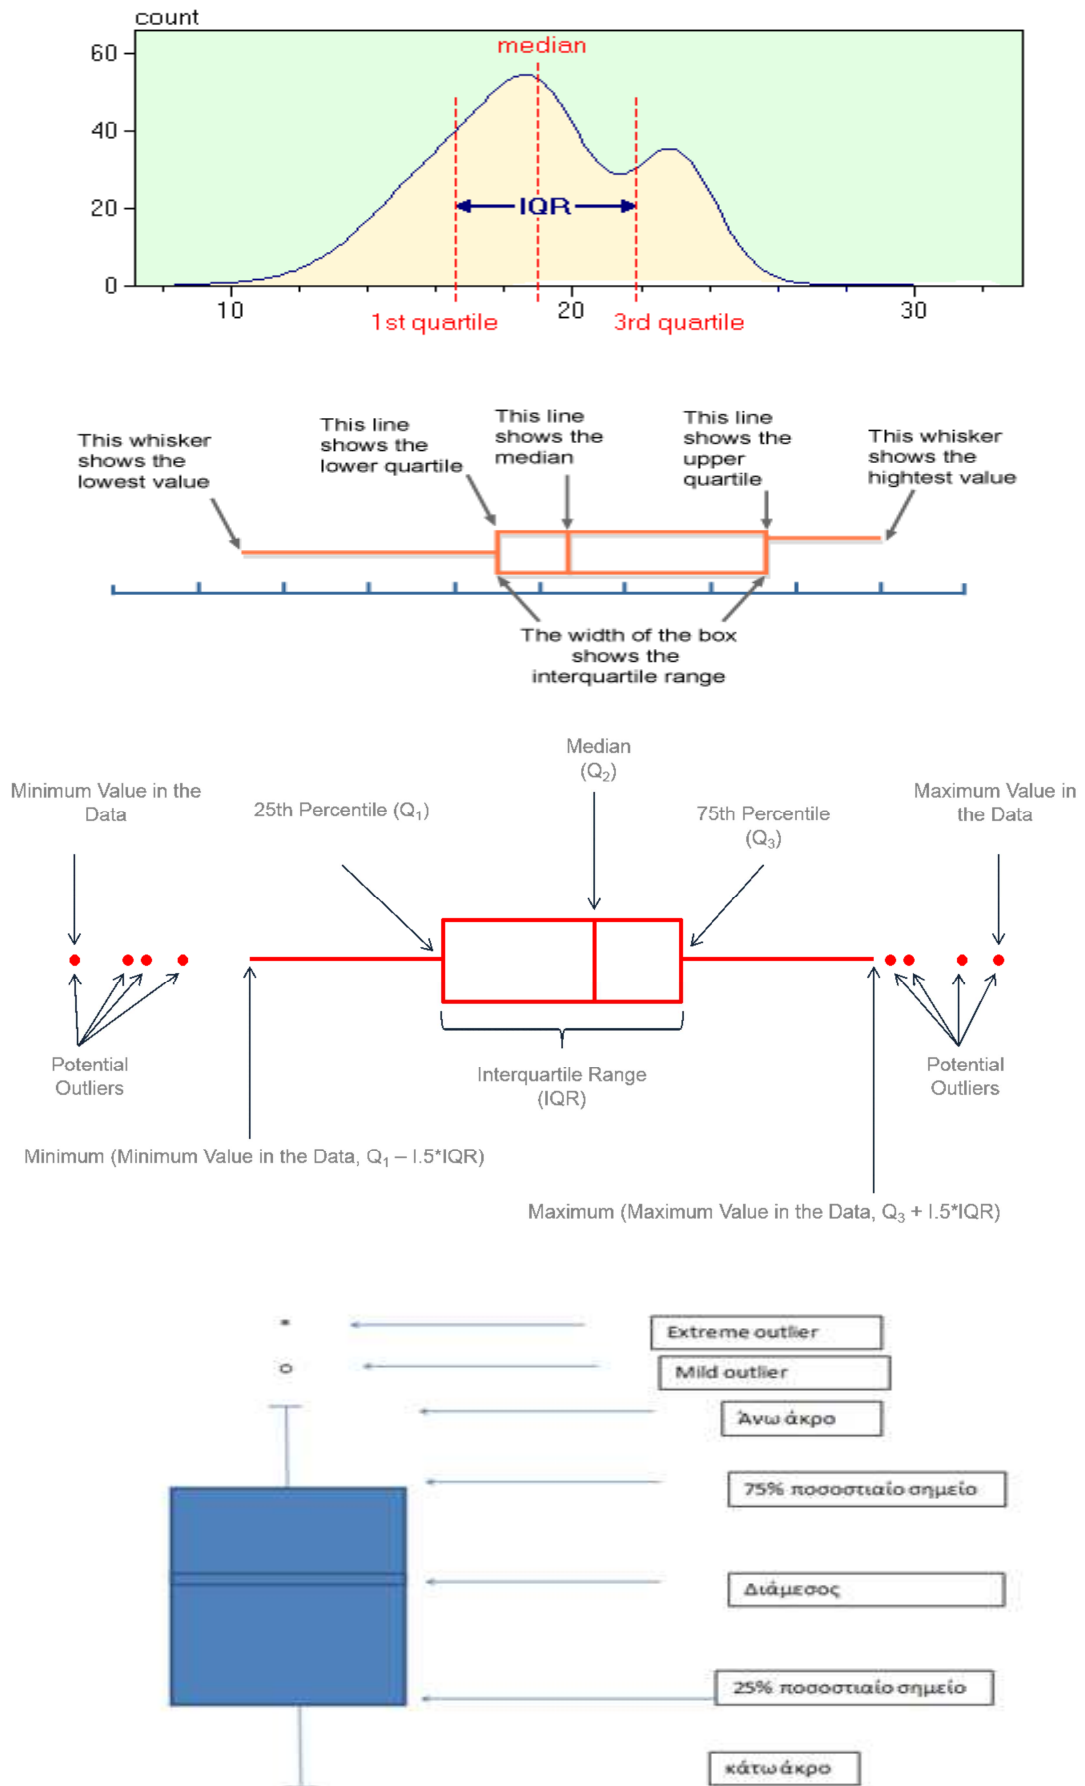 count
60
median
40
20
IQR
0
10
20
30
1st quartile
3rd quartile
This whisker
shows the
lowest value
This line
shows the
lower quartile
This line
shows the
median
This line
shows the
upper
quartile
This whisker
shows the
highest value
The width of the box
shows the
interquartile range
Minimum Value in the
Data
25th Percentile (Q1)
Median
(Q2)
75th Percentile
(Q3)
Maximum Value in
the Data
Potential
Outliers
Interquartile Range
(IQR)
Potential
Outliers
Minimum (Minimum Value in the Data, Q1 – I.5*IQR)
Maximum (Maximum Value in the Data, Q3 + I.5*IQR)
Extreme outlier
Mild outlier
Άνω άκρο
75% ποσοστιαίο σημείο
Διάμεσος
25% ποσοστιαίο σημείο
κάτω άκρο